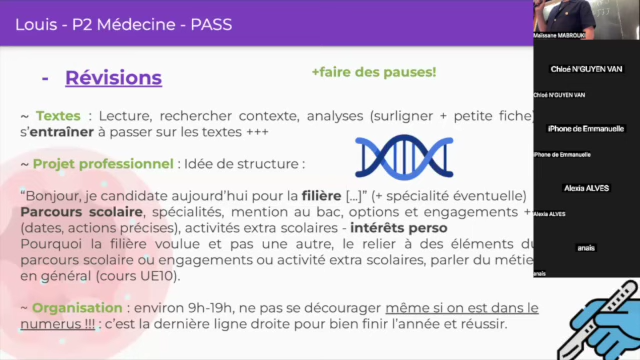 Louis - P2 Médecine - PASS
- Révisions
+faire des pauses!
~ Textes : Lecture, rechercher contexte, analyses (surligner + petite fiche)
s'entraîner à passer sur les textes +++
~ Projet professionnel : Idée de structure :
"Bonjour, je candidate aujourd'hui pour la filière [...]" (+ spécialité éventuelle)
Parcours scolaire, spécialités, mention au bac, options et engagements +
(dates, actions précises), activités extra scolaires - intérêts perso
Pourquoi la filière voulue et pas une autre, le relier à des éléments du
parcours scolaire ou engagements ou activité extra scolaires, parler du métie
en général (cours UE10).
~ Organisation : environ 9h-19h, ne pas se décourager même si on est dans le
numerus !!! : c'est la dernière ligne droite pour bien finir l'année et réussir.
Maïssane MABROUKI
Chloé N'GUYEN VAN
Chloé N'GUYEN VAN
iPhone de Emmanuelle
iPhone de Emmanuelle
Alexia ALVES
Alexia ALVES
anais
anais